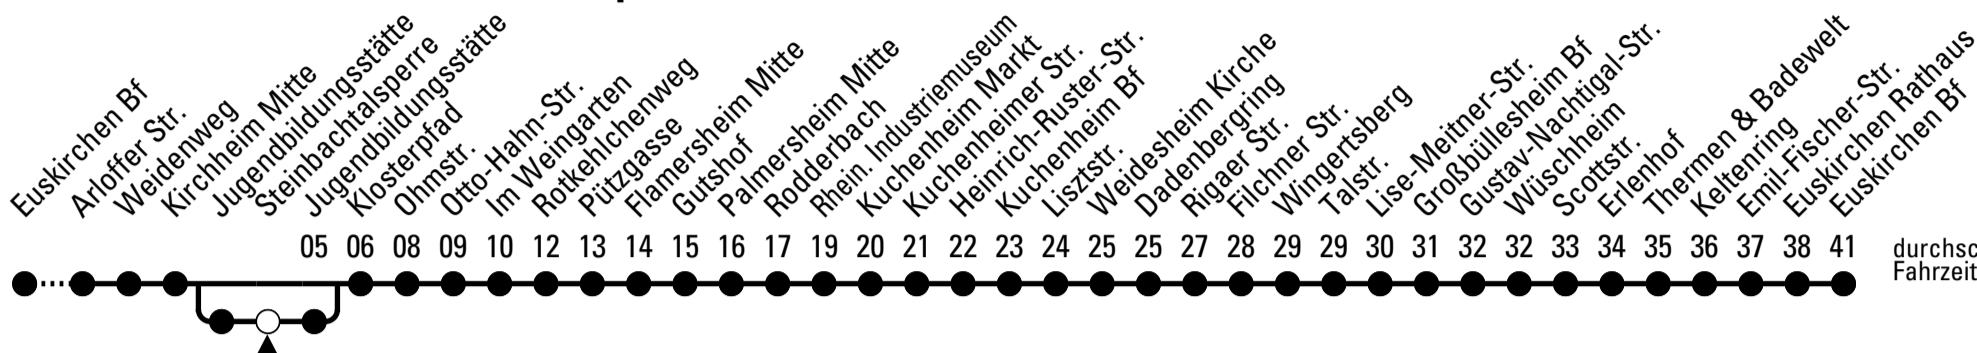 Euskirchen Bf
Arloffer Str.
Weidenweg
Kirchheim Mitte
Jugendbildungsstätte
Steinbachtalsperre
Jugendbildungsstätte
Klosterpfad
Ohmstr.
Otto-Hahn-Str.
Im Weingarten
Rotkehlchenweg
Pützgasse
Flamersheim Mitte
Gutshof
Palmersheim Mitte
Rodderbach
Rhein. Industriemuseum
Kuchenheim Markt
Kuchenheimer Str.
Heinrich-Ruster-Str.
Kuchenheim Bf
Lisztstr.
Weidesheim Kirche
Dadenbergring
Rigaer Str.
Filchner Str.
Wingertsberg
Talstr.
Lise-Meitner-Str.
Großbüllesheim Bf
Gustav-Nachtigal-Str.
Wüschheim
Scottstr.
Erlenhof
Thermen & Badewelt
Keltenring
Emil-Fischer-Str.
Euskirchen Rathaus
Euskirchen Bf
05 06 08 09 10 12 13 14 15 16 17 19 20 21 22 23 24 25 25 27 28 29 29 30 31 32 32 33 34 35 36 37 38 41
durchsc
Fahrzeit